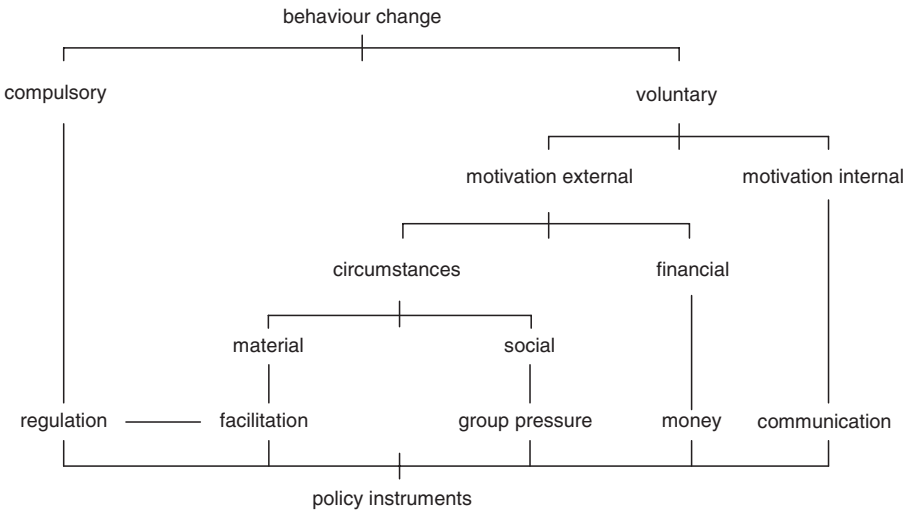 behaviour change
compulsory voluntary
motivation external motivation internal
circumstances financial
material social
regulation facilitation group pressure money communication
policy instruments